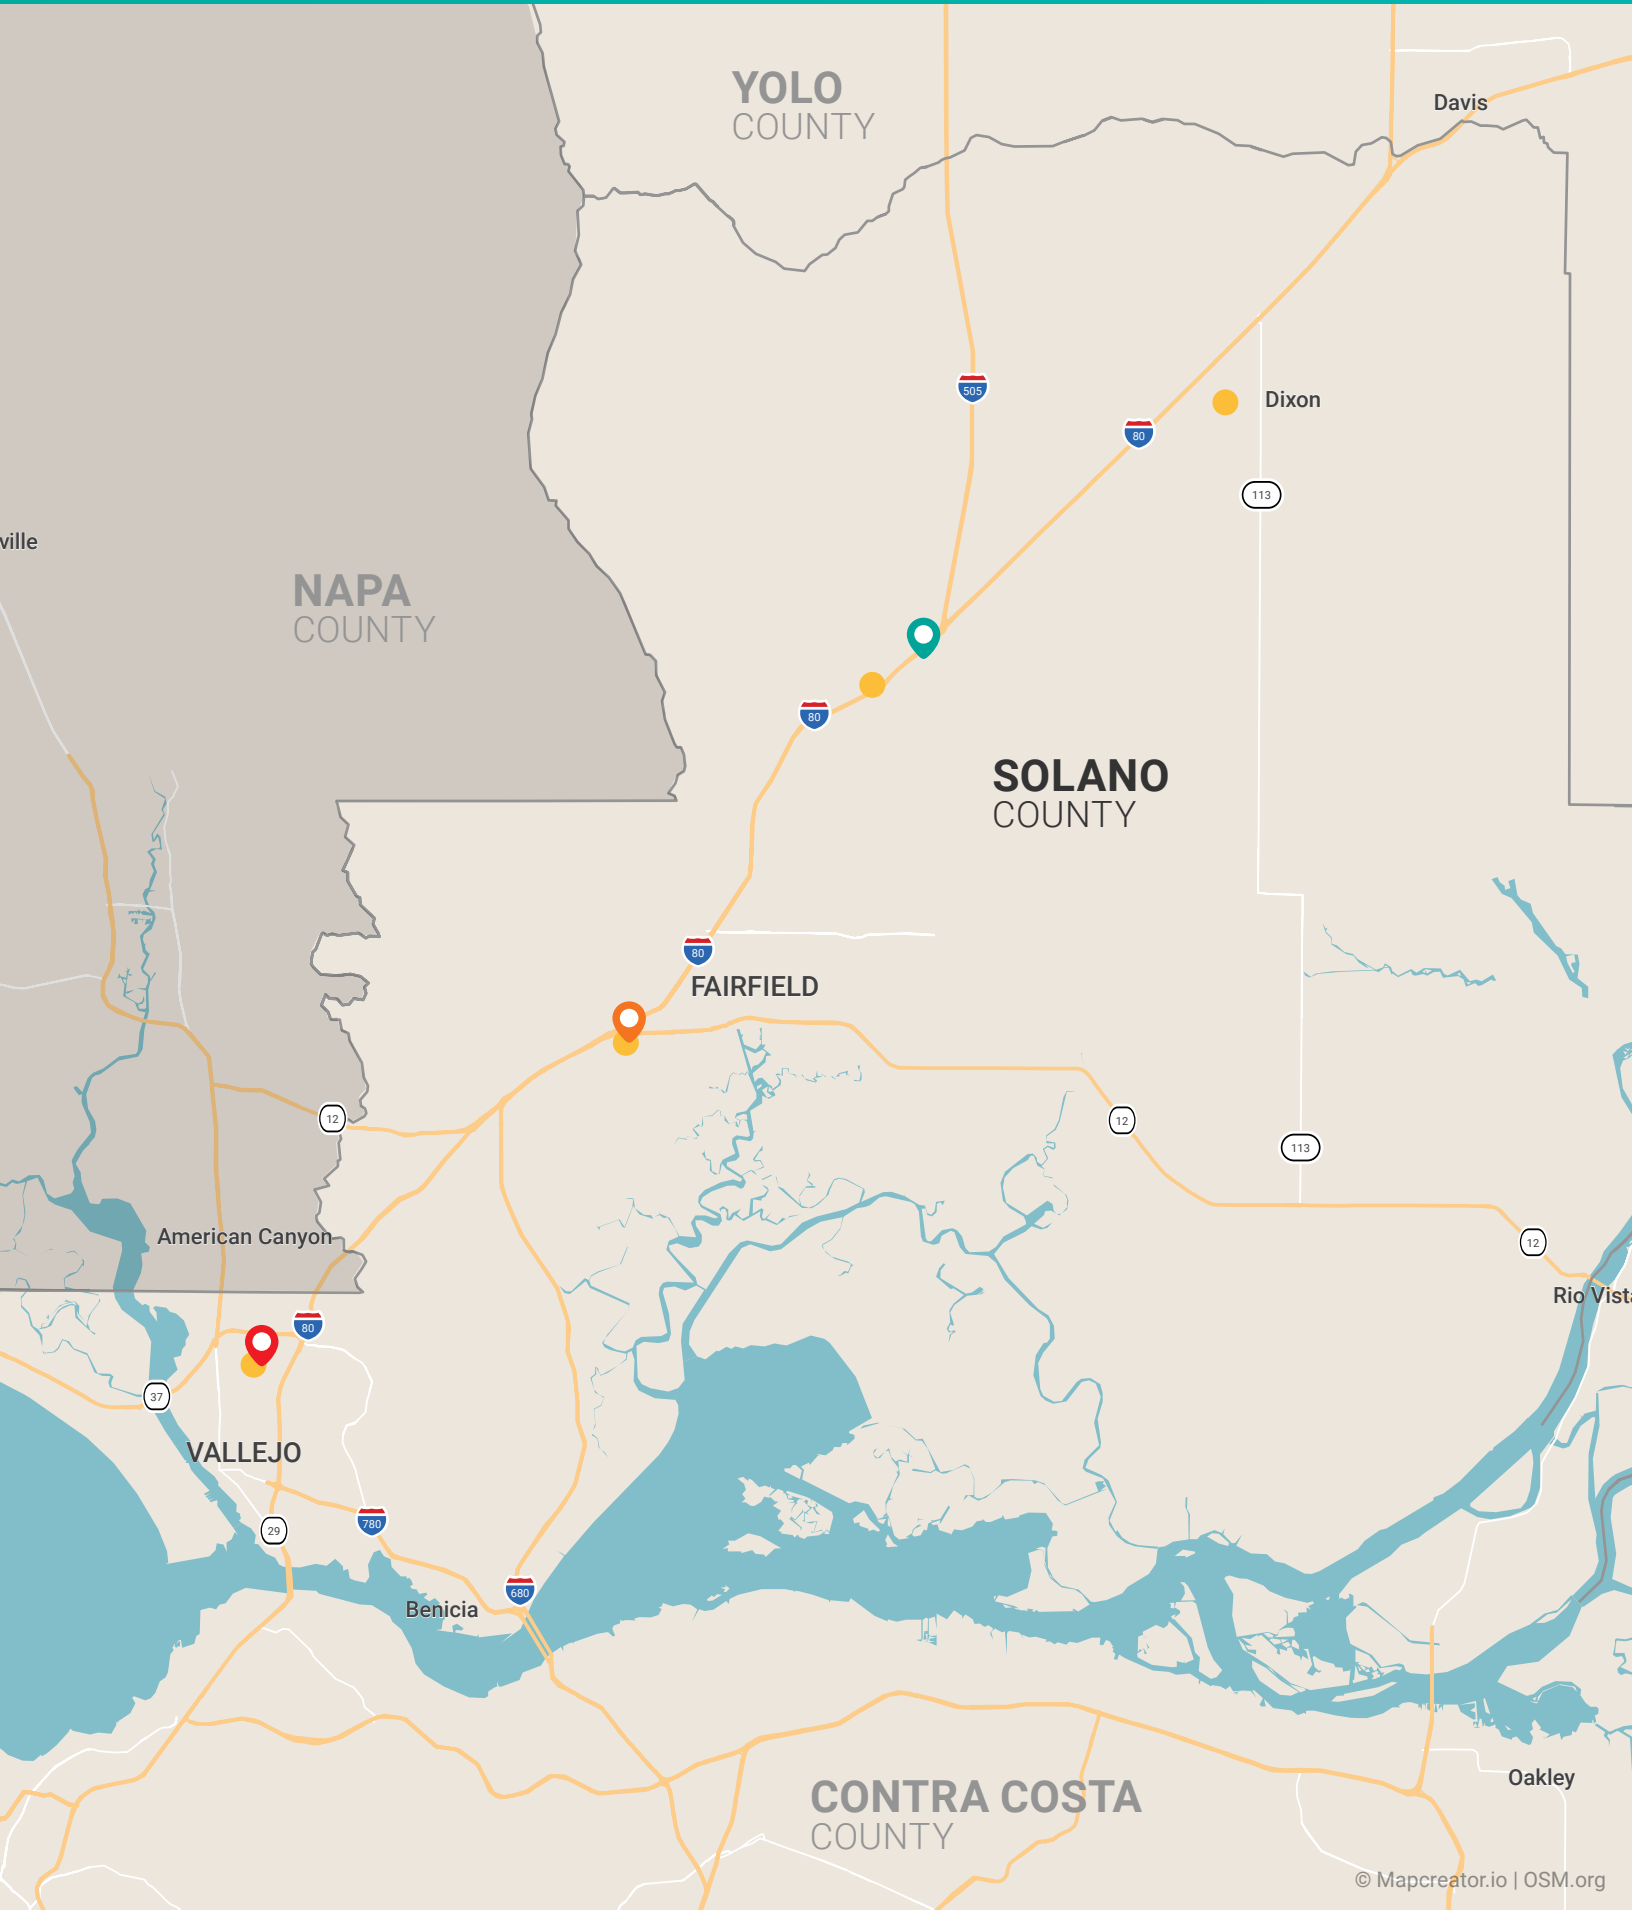 YOLO
COUNTY
Davis
505
Dixon
80
113
ville
NAPA
COUNTY
80
SOLANO
COUNTY
80
FAIRFIELD
12
12
113
American Canyon
12
Rio Vista
80
37
VALLEJO
780
29
680
Benicia
Oakley
CONTRA COSTA
COUNTY
© Mapcreator.io | OSM.org